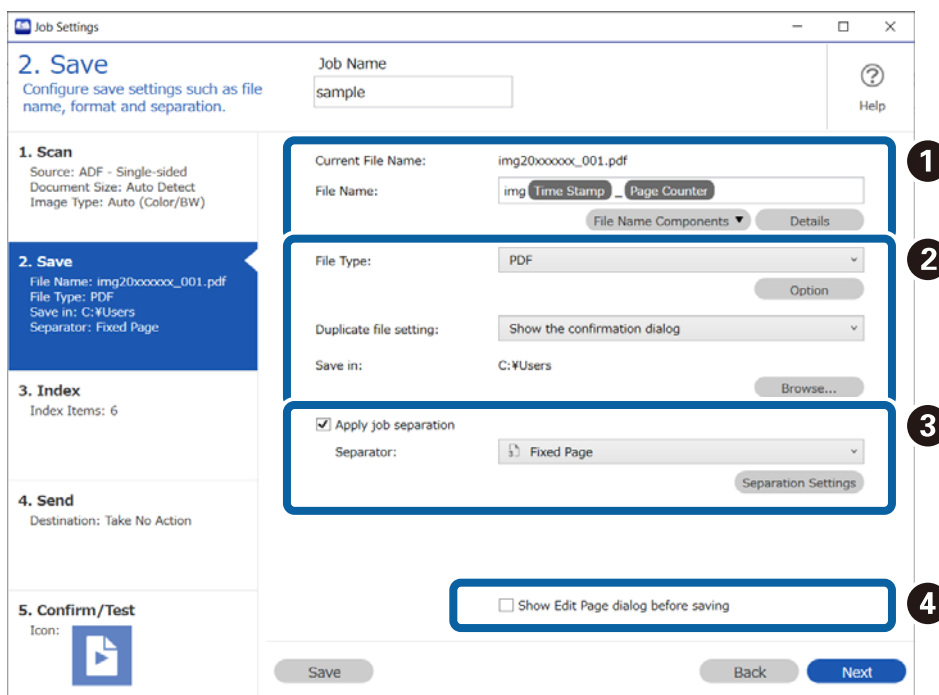 Job Settings
2. Save
Configure save settings such as file
name, format and separation.
Job Name
sample
Help
1. Scan
Source: ADF - Single-sided
Document Size: Auto Detect
Image Type: Auto (Color/BW)
2. Save
File Name: img20xxxxxx_001.pdf
File Type: PDF
Save in: C:¥Users
Separator: Fixed Page
3. Index
Index Items: 6
4. Send
Destination: Take No Action
5. Confirm/Test
Icon:
1
Current File Name: img20xxxxxx_001.pdf
File Name: img Time Stamp _ Page Counter
File Name Components ▼ Details
2
File Type: PDF
Option
Duplicate file setting: Show the confirmation dialog
Save in: C:¥Users
Browse...
3
Apply job separation
Separator: Fixed Page
Separation Settings
4
Show Edit Page dialog before saving
Save Back Next